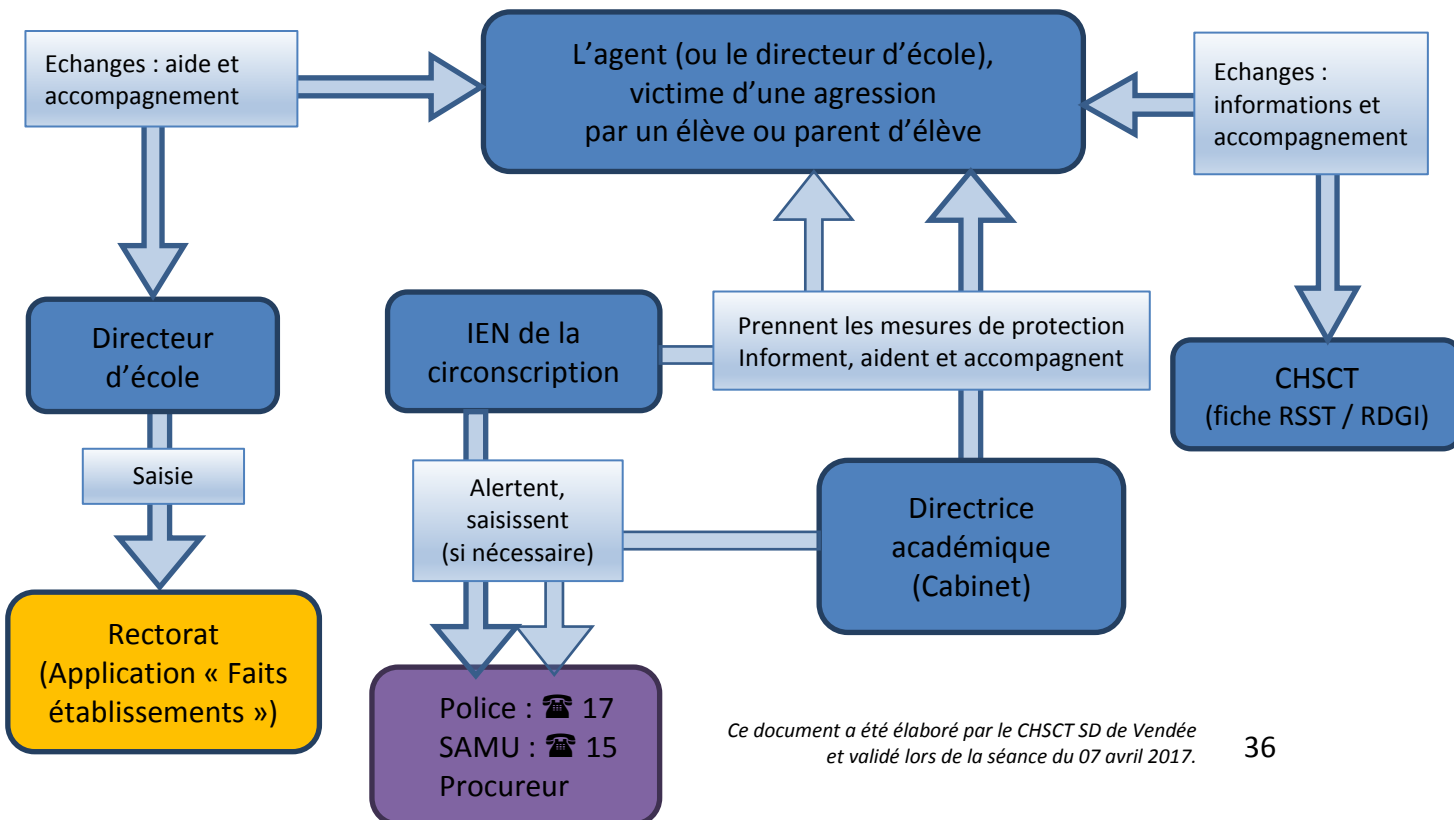 Echanges : aide et
accompagnement
L’agent (ou le directeur d’école),
victime d’une agression
par un élève ou parent d’élève
Echanges :
informations et
accompagnement
Directeur
d’école
IEN de la
circonscription
Prennent les mesures de protection
Informent, aident et accompagnent
CHSCT
(fiche RSST / RDGI)
Saisie
Alertent,
saisissent
(si nécessaire)
Directrice
académique
(Cabinet)
Rectorat
(Application « Faits
établissements »)
Police : ☎ 17
SAMU : ☎ 15
Procureur
Ce document a été élaboré par le CHSCT SD de Vendée
et validé lors de la séance du 07 avril 2017.
36